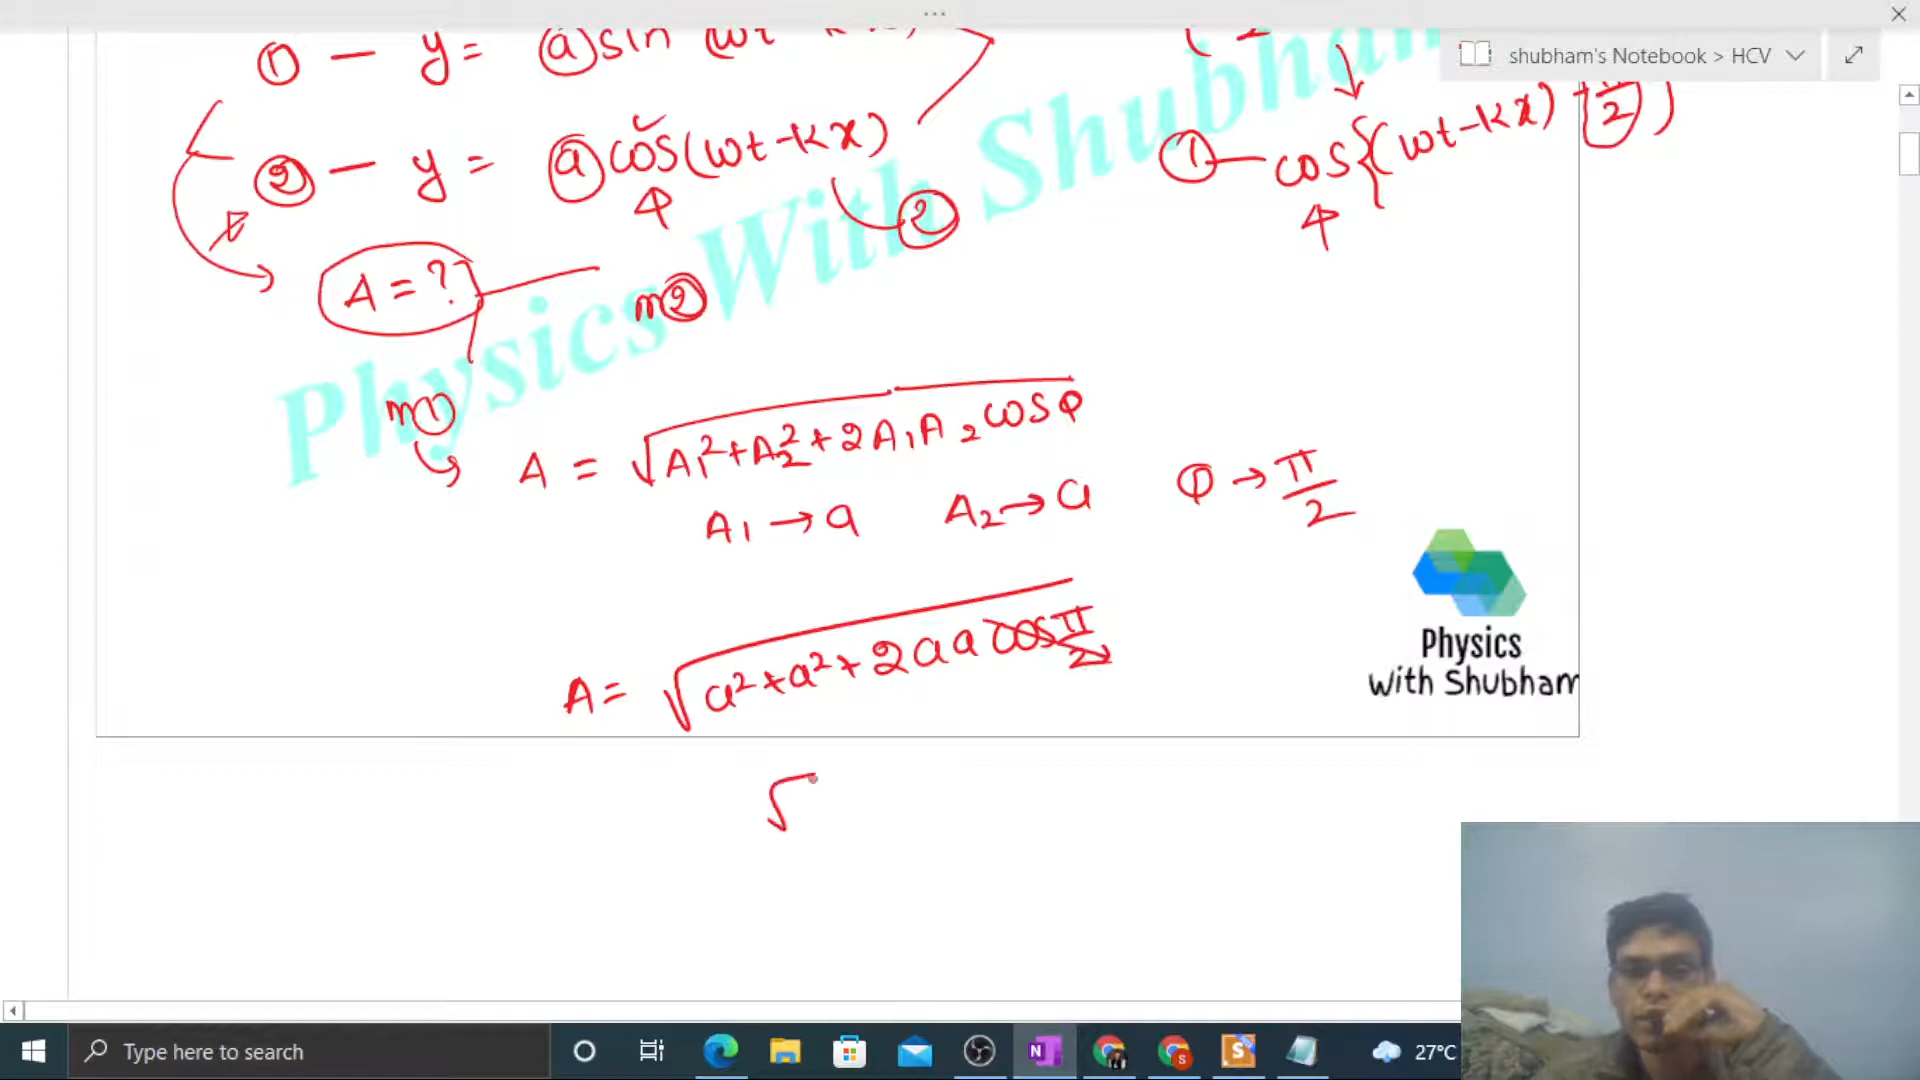 shubham's Notebook > HCV
① — y = ⓐ sin (ωt - kx)
② — y = ⓐ cos(ωt-kx)
②
① — cos{(ωt-kx) - π/2)
A = ?
m②
m①
A = √A₁²+A₂²+2A₁A₂cosφ
A₁ → a A₂ → a φ → π/2
A = √a²+a²+2aa cos π/2
√
Physics With Shubham
Physics
with Shubham
Type here to search
27°C